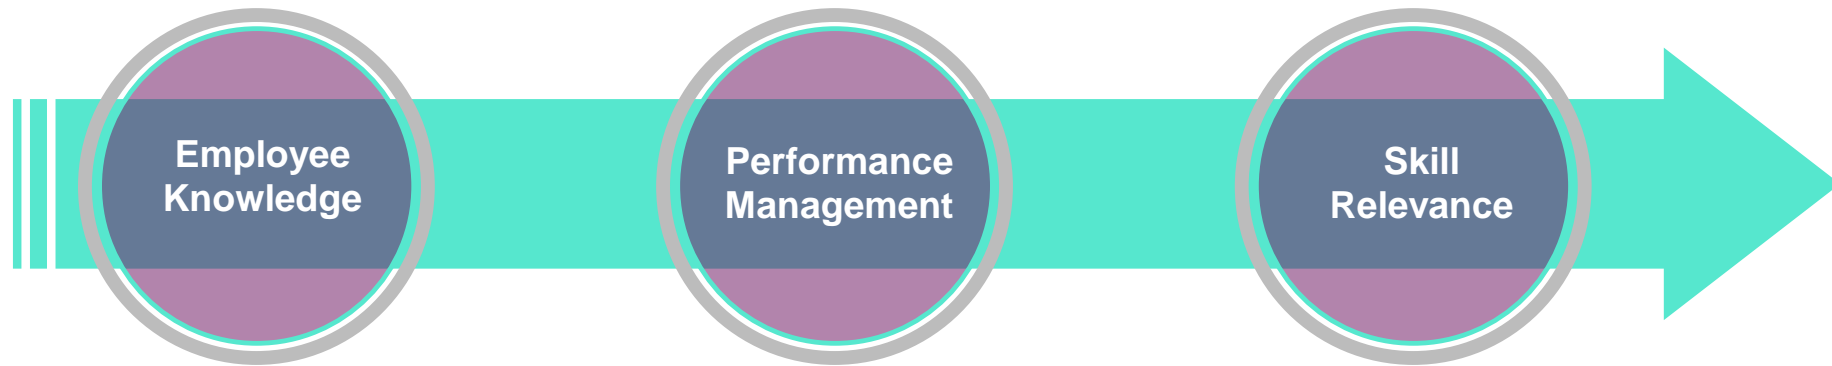 Employee
Knowledge
Performance
Management
Skill
Relevance